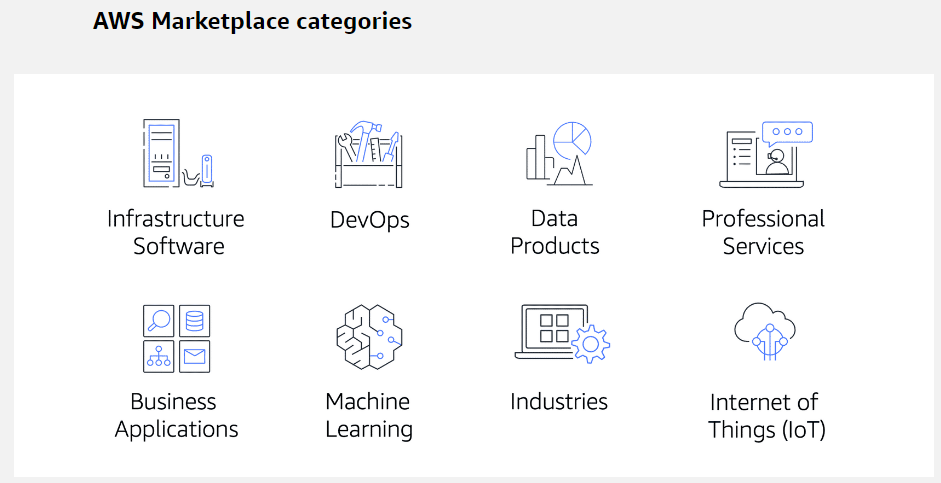 AWS Marketplace categories
Infrastructure
Software
DevOps
Data
Products
Professional
Services
Business
Applications
Machine
Learning
Industries
Internet of
Things (IoT)